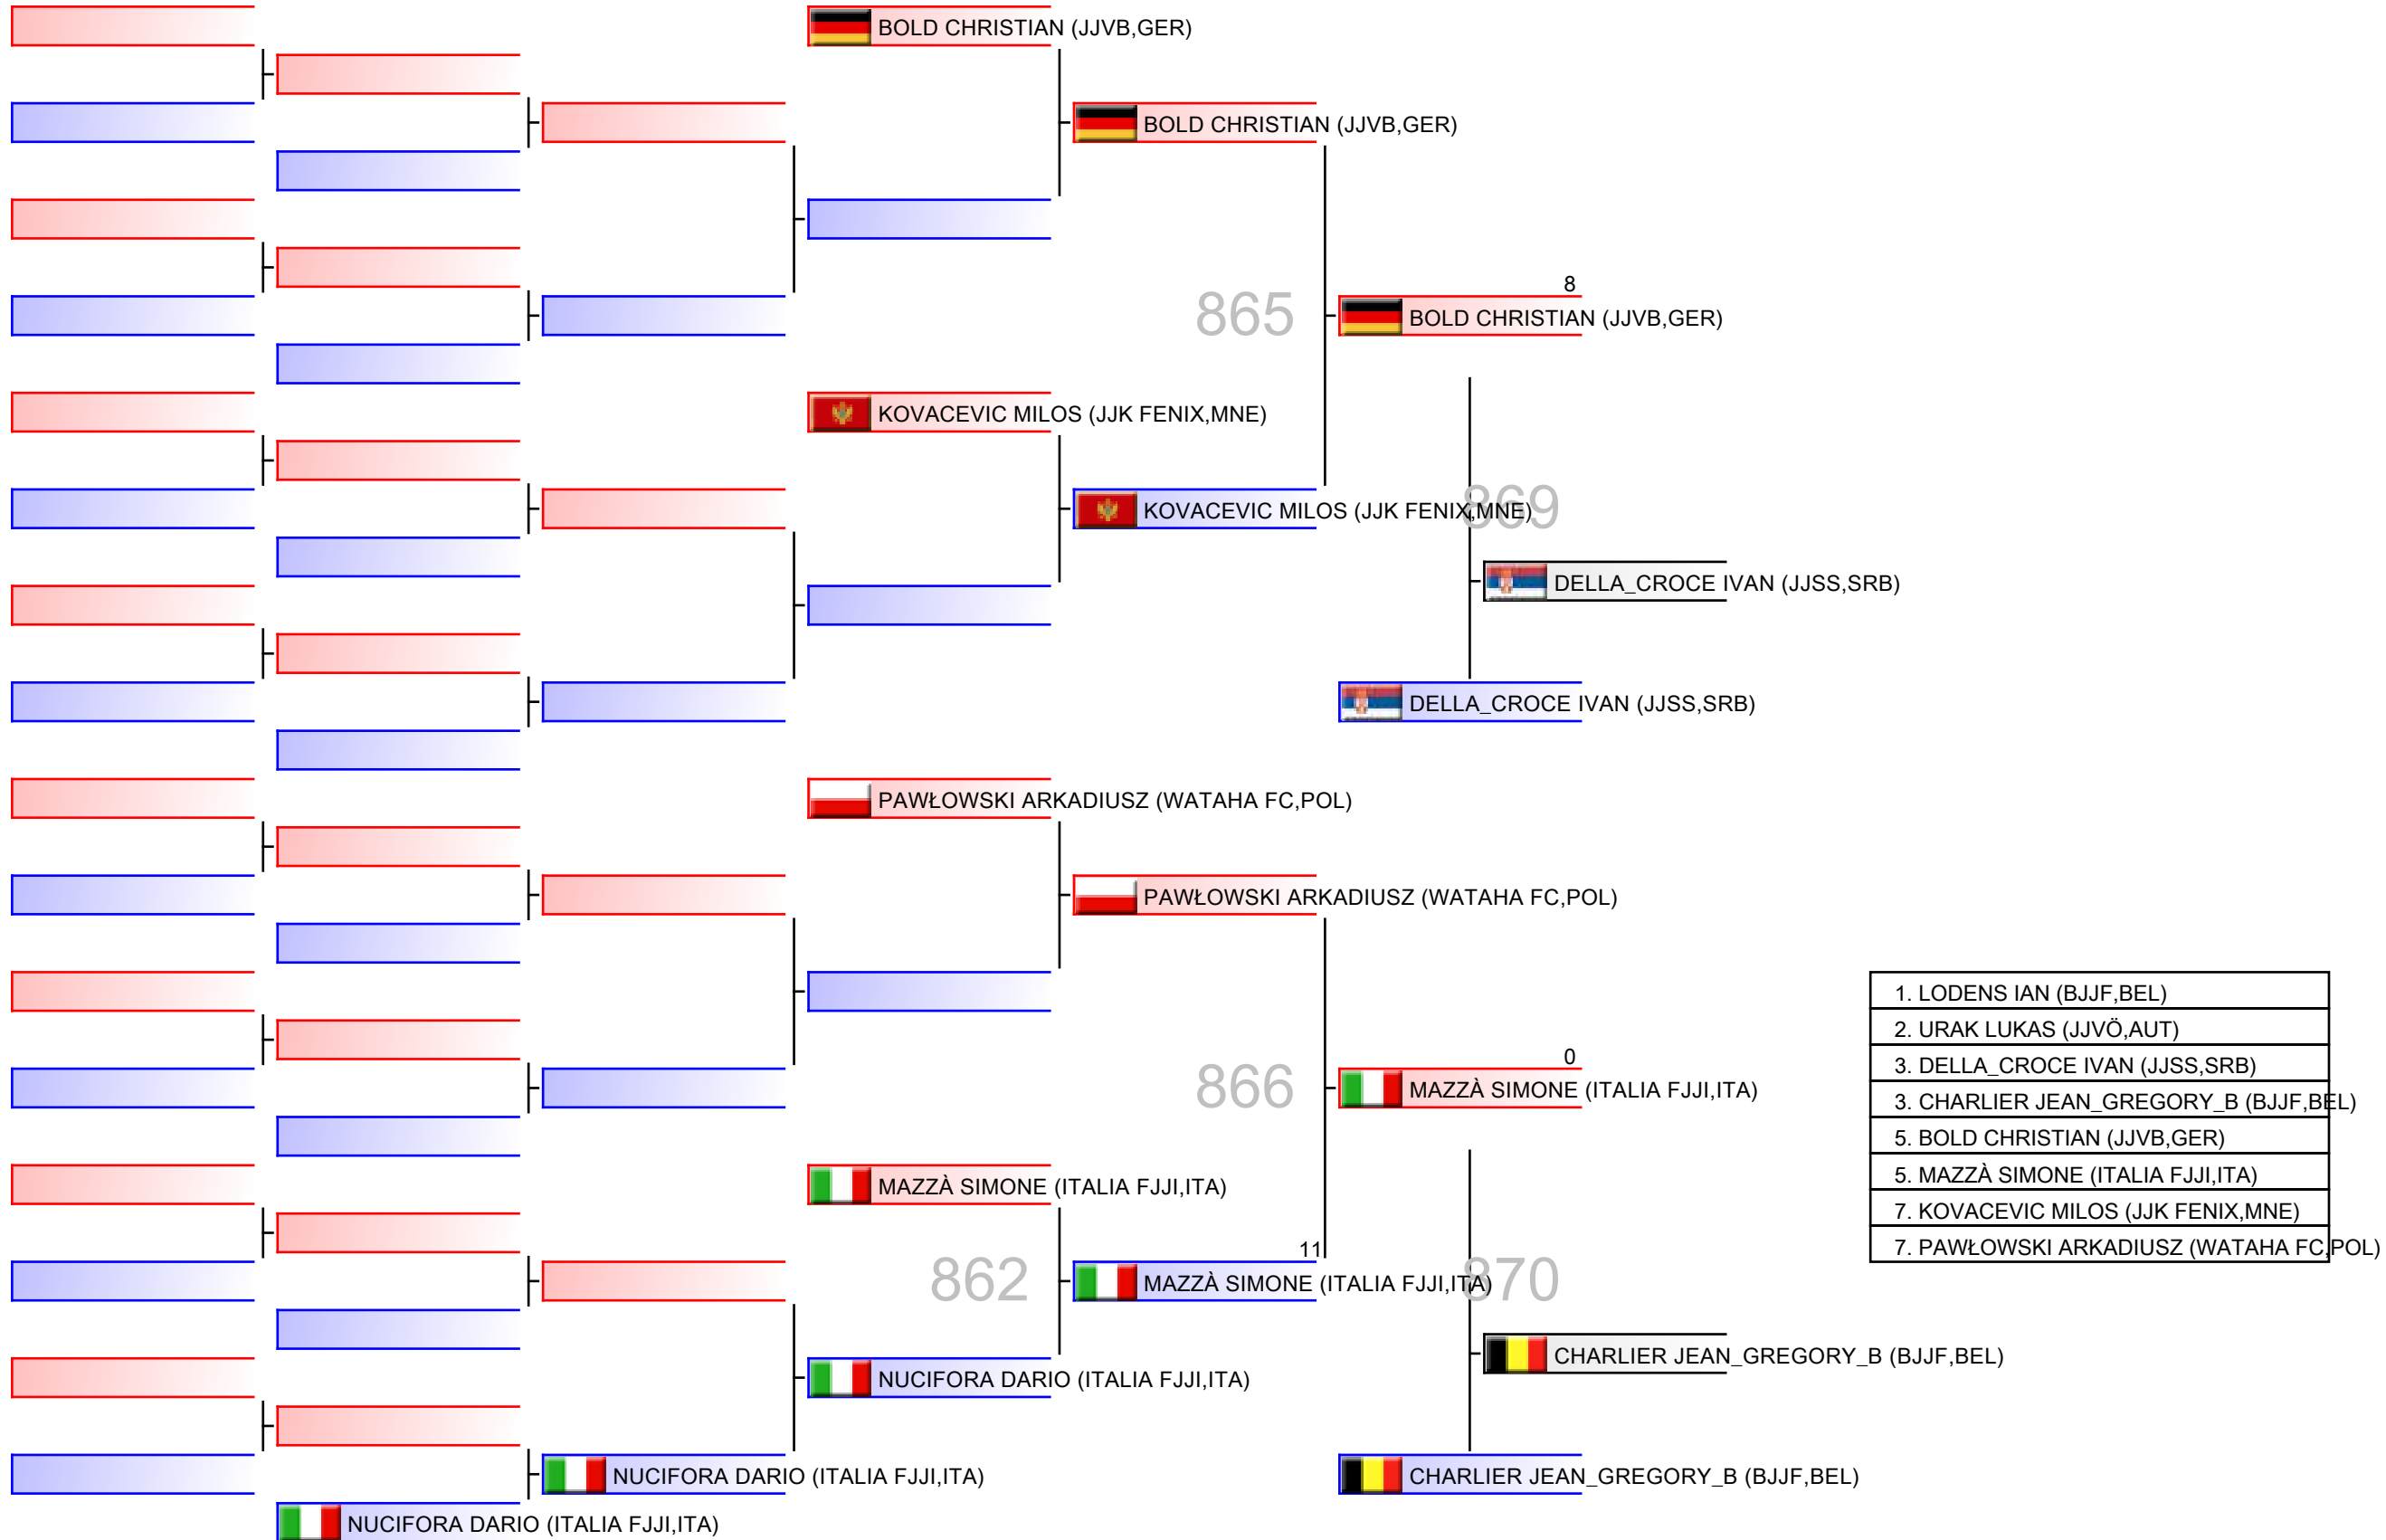 BOLD CHRISTIAN (JJVB,GER)
BOLD CHRISTIAN (JJVB,GER)
8
865
BOLD CHRISTIAN (JJVB,GER)
KOVACEVIC MILOS (JJK FENIX,MNE)
KOVACEVIC MILOS (JJK FENIX,MNE)
869
DELLA_CROCE IVAN (JJSS,SRB)
DELLA_CROCE IVAN (JJSS,SRB)
PAWŁOWSKI ARKADIUSZ (WATAHA FC,POL)
PAWŁOWSKI ARKADIUSZ (WATAHA FC,POL)
0
866
MAZZÀ SIMONE (ITALIA FJJI,ITA)
MAZZÀ SIMONE (ITALIA FJJI,ITA)
11
862
MAZZÀ SIMONE (ITALIA FJJI,ITA)
870
CHARLIER JEAN_GREGORY_B (BJJF,BEL)
NUCIFORA DARIO (ITALIA FJJI,ITA)
NUCIFORA DARIO (ITALIA FJJI,ITA)
CHARLIER JEAN_GREGORY_B (BJJF,BEL)
NUCIFORA DARIO (ITALIA FJJI,ITA)
1. LODENS IAN (BJJF,BEL)
2. URAK LUKAS (JJVÖ,AUT)
3. DELLA_CROCE IVAN (JJSS,SRB)
3. CHARLIER JEAN_GREGORY_B (BJJF,BEL)
5. BOLD CHRISTIAN (JJVB,GER)
5. MAZZÀ SIMONE (ITALIA FJJI,ITA)
7. KOVACEVIC MILOS (JJK FENIX,MNE)
7. PAWŁOWSKI ARKADIUSZ (WATAHA FC,POL)